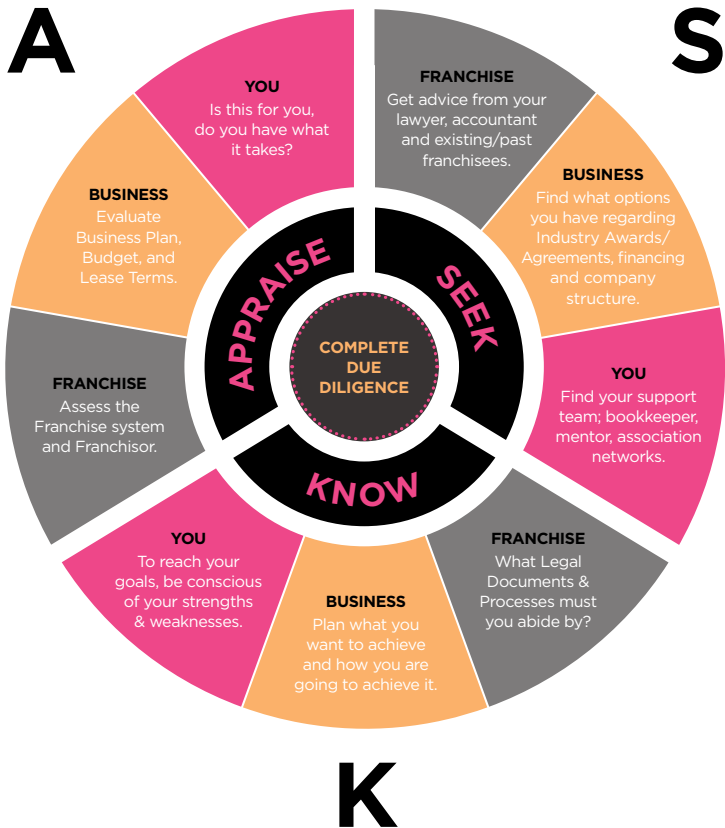 A
S
YOU
Is this for you,
do you have what
it takes?
BUSINESS
Evaluate
Business Plan,
Budget, and
Lease Terms.
FRANCHISE
Assess the
Franchise system
and Franchisor.
APPRAISE
FRANCHISE
Get advice from your
lawyer, accountant
and existing/past
franchisees.
BUSINESS
Find what options
you have regarding
Industry Awards/
Agreements, financing
and company
structure.
YOU
Find your support
team; bookkeeper,
mentor, association
networks.
SEEK
COMPLETE
DUE
DILIGENCE
KNOW
YOU
To reach your
goals, be conscious
of your strengths
& weaknesses.
BUSINESS
Plan what you
want to achieve
and how you are
going to achieve it.
FRANCHISE
What Legal
Documents &
Processes must
you abide by?
K